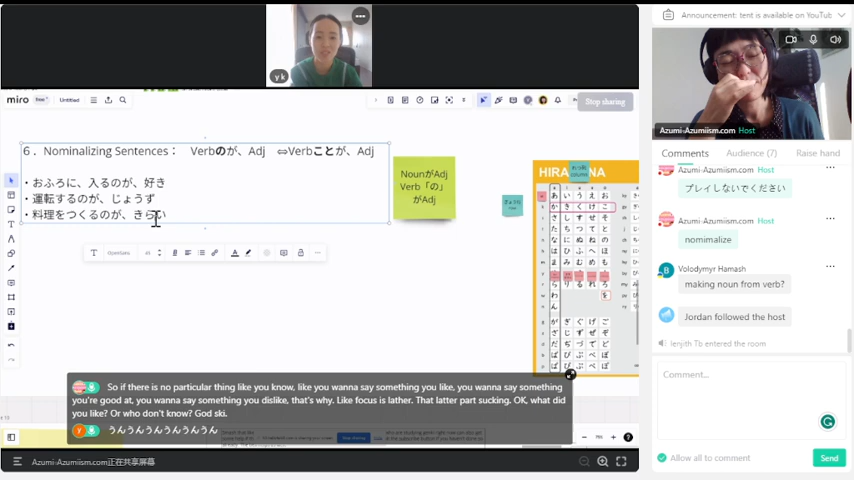 Announcement: tent is available on YouTub
y k
Azumi-Azumiism.com Host
miro
free
Untitled
Stop sharing
Comments
Audience (7)
Raise hand
6．Nominalizing Sentences： Verbのが、Adj ⇔Verbことが、Adj
・おふろに、入るのが、好き
・運転するのが、じょうず
・料理をつくるのが、きらい
NounがAdj
Verb「の」
がAdj
HIRAGANA
あ い う え お
か き く け こ
さ し す せ そ
た ち つ て と
な に ぬ ね の
は ひ ふ へ ほ
ま み む め も
や ゆ よ
わ を
ん
が ぎ ぐ げ ご
ざ じ ず ぜ ぞ
だ ぢ づ で ど
ば び ぶ べ ぼ
ぱ ぴ ぷ ぺ ぽ
Azumi-Azumiism.com Host
プレイしないでください
Azumi-Azumiism.com Host
nomimalize
Volodymyr Hamash
making noun from verb?
Jordan followed the host
lenjith Tb entered the room
So if there is no particular thing like you know, like you wanna say something you like, you wanna say something
you're good at, you wanna say something you dislike, that's why. Like focus is lather. That latter part sucking. OK, what did
you like? Or who don't know? God ski.
y
うんうんうんうんうんうん
Comment...
Allow all to comment
Send
Azumi-Azumiism.com正在共享屏幕